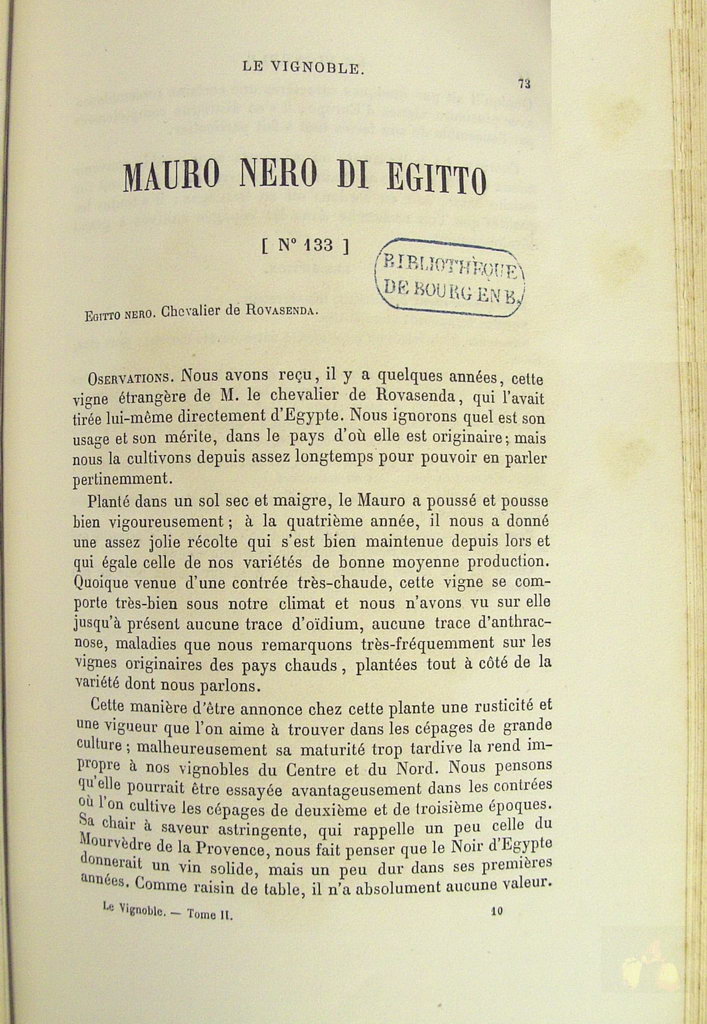 LE VIGNOBLE.
73
MAURO NERO DI EGITTO
[ N° 133 ]
BIBLIOTHÈQUE
DE BOURG EN B.
EGITTO NERO. Chevalier de ROVASENDA.
OSERVATIONS. Nous avons reçu, il y a quelques années, cette
vigne étrangère de M. le chevalier de Rovasenda, qui l'avait
tirée lui-même directement d'Egypte. Nous ignorons quel est son
usage et son mérite, dans le pays d'où elle est originaire; mais
nous la cultivons depuis assez longtemps pour pouvoir en parler
pertinemment.
Planté dans un sol sec et maigre, le Mauro a poussé et pousse
bien vigoureusement; à la quatrième année, il nous a donné
une assez jolie récolte qui s'est bien maintenue depuis lors et
qui égale celle de nos variétés de bonne moyenne production.
Quoique venue d'une contrée très-chaude, cette vigne se com-
porte très-bien sous notre climat et nous n'avons vu sur elle
jusqu'à présent aucune trace d'oïdium, aucune trace d'anthrac-
nose, maladies que nous remarquons très-fréquemment sur les
vignes originaires des pays chauds, plantées tout à côté de la
variété dont nous parlons.
Cette manière d'être annonce chez cette plante une rusticité et
une vigueur que l'on aime à trouver dans les cépages de grande
culture; malheureusement sa maturité trop tardive la rend im-
propre à nos vignobles du Centre et du Nord. Nous pensons
qu'elle pourrait être essayée avantageusement dans les contrées
où l'on cultive les cépages de deuxième et de troisième époques.
Sa chair à saveur astringente, qui rappelle un peu celle du
Mourvèdre de la Provence, nous fait penser que le Noir d'Egypte
donnerait un vin solide, mais un peu dur dans ses premières
années. Comme raisin de table, il n'a absolument aucune valeur.
Le Vignoble. — Tome II.
10